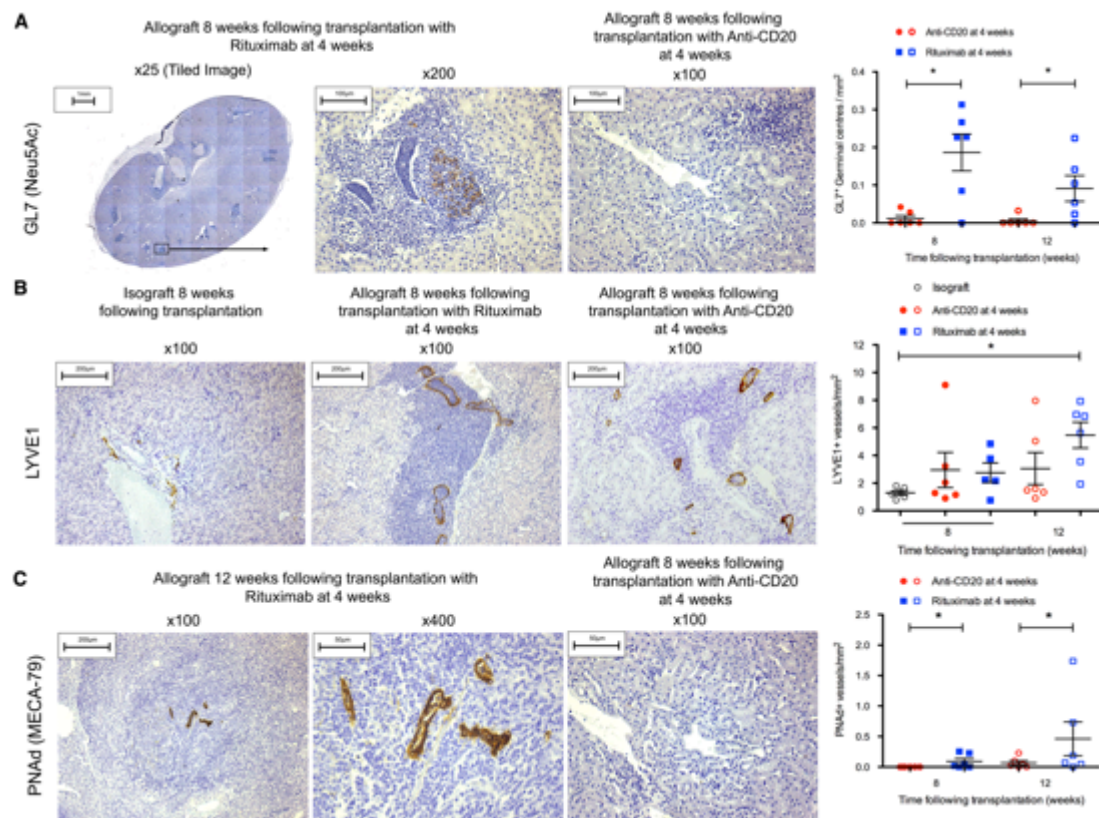 A
Allograft 8 weeks following transplantation with
Rituximab at 4 weeks
x25 (Tiled Image)
1mm
x200
100µm
Allograft 8 weeks following
transplantation with Anti-CD20
at 4 weeks
x100
100µm
GL7 (Neu5Ac)
Anti-CD20 at 4 weeks
Rituximab at 4 weeks
GL7⁺ Germinal centres / mm²
0.4
0.3
0.2
0.1
0.0
* *
8 12
Time following transplantation (weeks)
B
Isograft 8 weeks
following transplantation
x100
200µm
Allograft 8 weeks following
transplantation with Rituximab
at 4 weeks
x100
200µm
Allograft 8 weeks following
transplantation with Anti-CD20
at 4 weeks
x100
200µm
LYVE1
Isograft
Anti-CD20 at 4 weeks
Rituximab at 4 weeks
LYVE1+ vessels/mm²
12
10
8
6
4
2
0
*
8 12
Time following transplantation (weeks)
C
Allograft 12 weeks following transplantation with
Rituximab at 4 weeks
x100
200µm
x400
50µm
Allograft 8 weeks following
transplantation with Anti-CD20
at 4 weeks
x100
50µm
PNAd (MECA-79)
Anti-CD20 at 4 weeks
Rituximab at 4 weeks
PNAd+ vessels/mm²
2.5
2.0
1.5
1.0
0.5
0.0
* *
8 12
Time following transplantation (weeks)